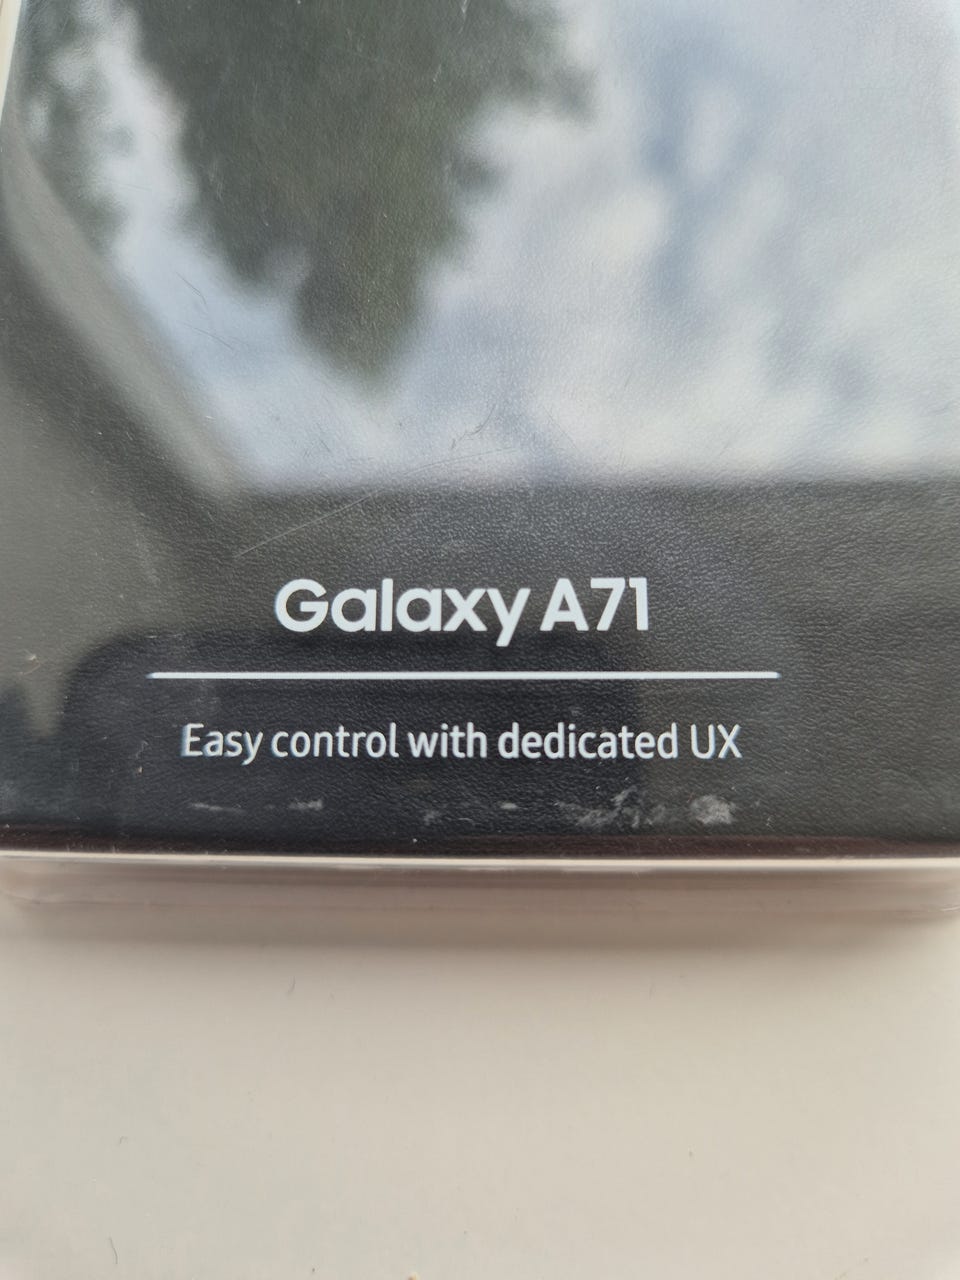 Galaxy A71
Easy control with dedicated UX